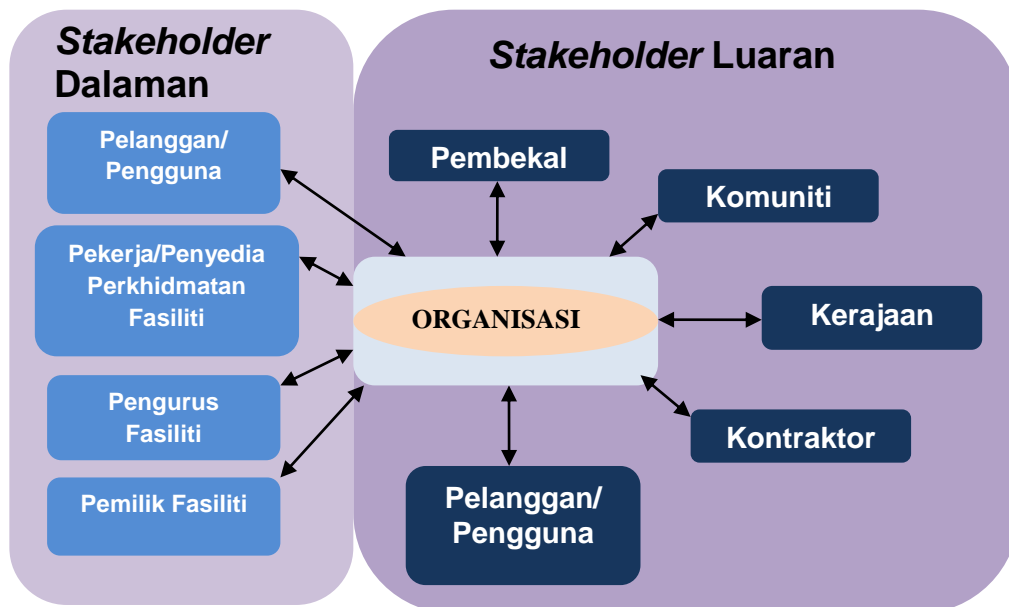 Stakeholder
Dalaman
Pelanggan/
Pengguna
Pekerja/Penyedia
Perkhidmatan
Fasiliti
Pengurus
Fasiliti
Pemilik Fasiliti
Stakeholder Luaran
Pembekal
Komuniti
ORGANISASI
Kerajaan
Kontraktor
Pelanggan/
Pengguna